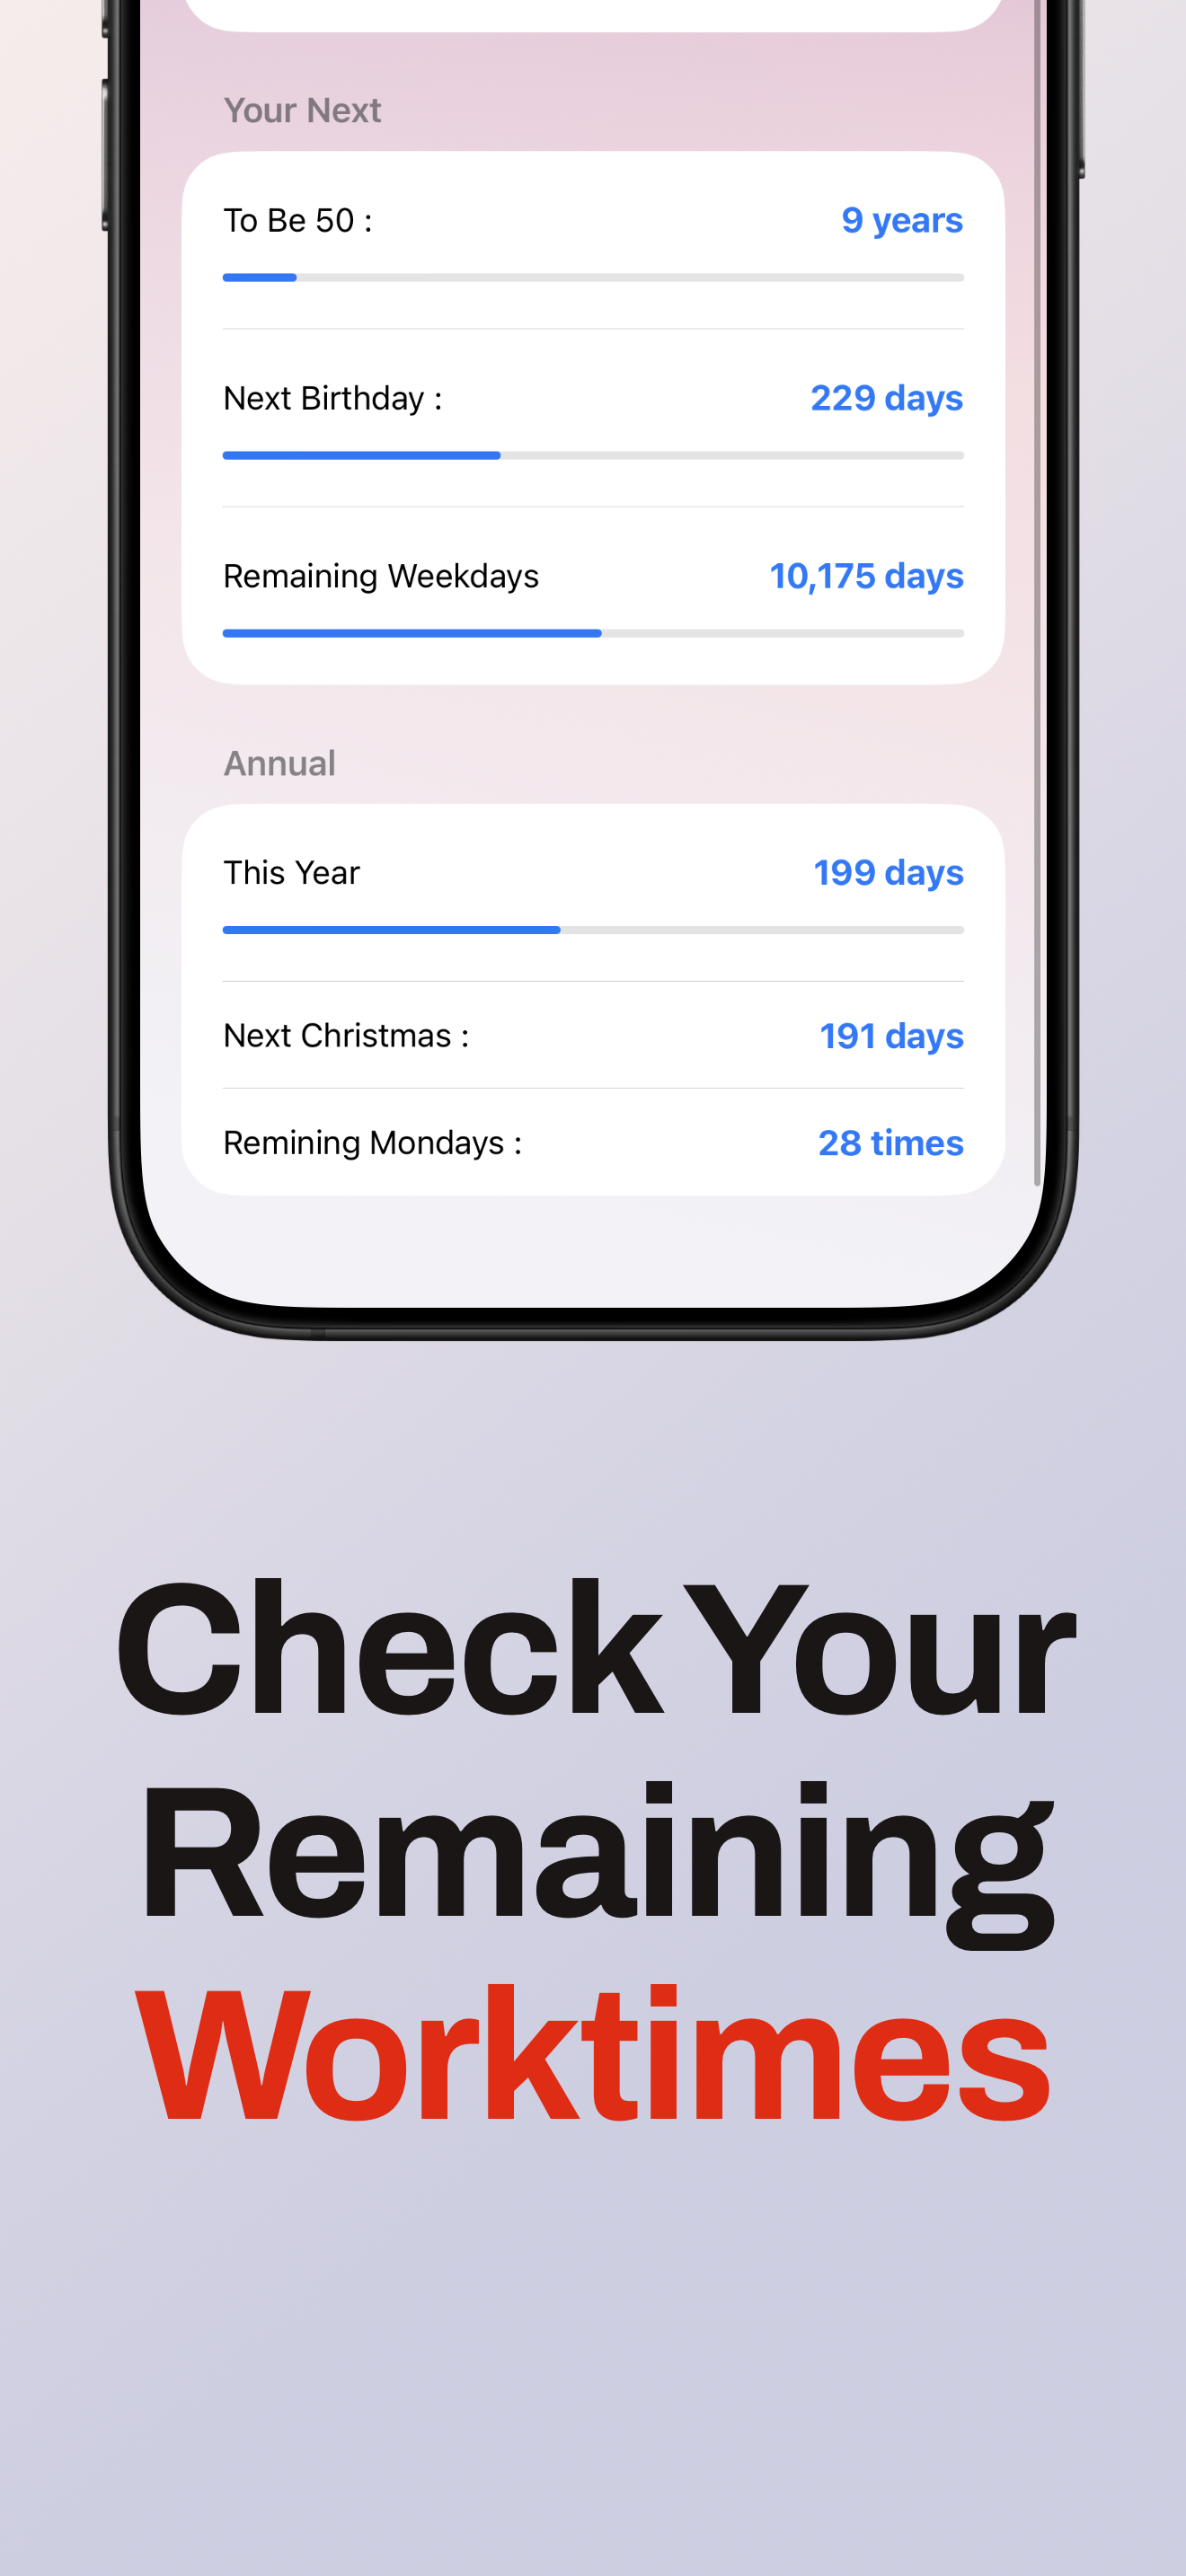 Your Next
To Be 50 : 9 years
Next Birthday : 229 days
Remaining Weekdays 10,175 days
Annual
This Year 199 days
Next Christmas : 191 days
Remining Mondays : 28 times
Check Your
Remaining
Worktimes